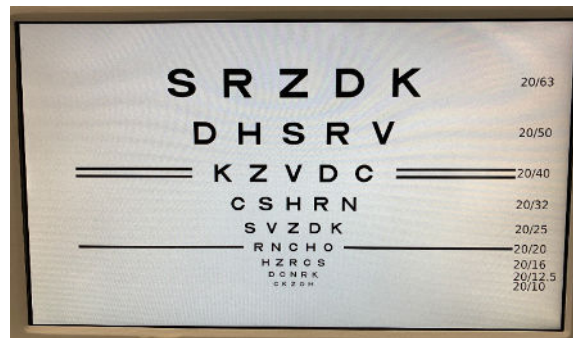 S R Z D K 20/63
D H S R V 20/50
K Z V D C 20/40
C S H R N 20/32
S V Z D K 20/25
R N C H O 20/20
H Z R C S 20/16
D C N R K 20/12.5
C K Z O H 20/10